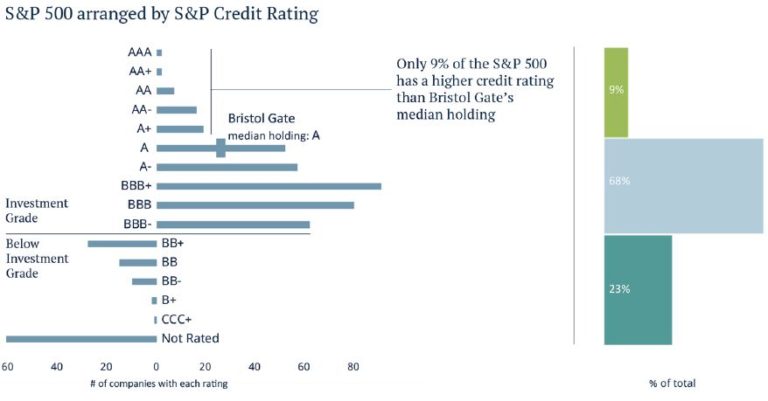 S&P 500 arranged by S&P Credit Rating
AAA
AA+
AA
AA-
A+
A
A-
BBB+
BBB
BBB-
Bristol Gate
median holding: A
Only 9% of the S&P 500
has a higher credit rating
than Bristol Gate's
median holding
Investment
Grade
Below
Investment
Grade
BB+
BB
BB-
B+
CCC+
Not Rated
60 40 20 0 20 40 60 80
# of companies with each rating
9%
68%
23%
% of total